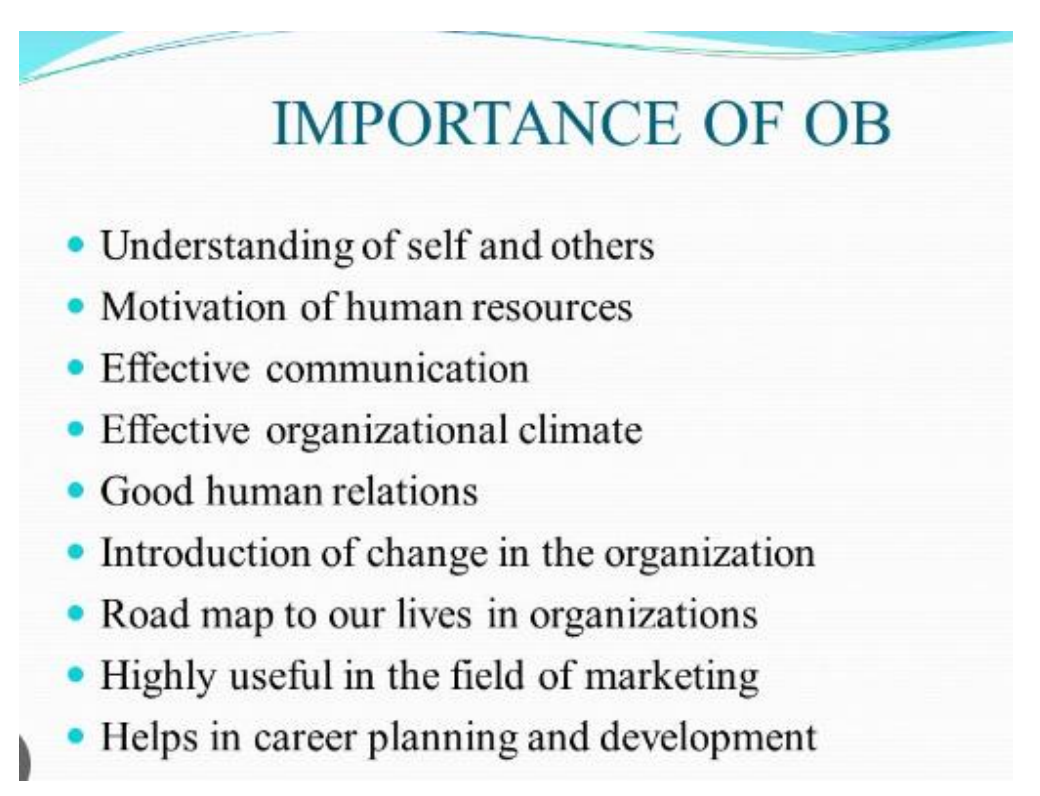 IMPORTANCE OF OB
Understanding of self and others
Motivation of human resources
Effective communication
Effective organizational climate
Good human relations
Introduction of change in the organization
Road map to our lives in organizations
Highly useful in the field of marketing
Helps in career planning and development